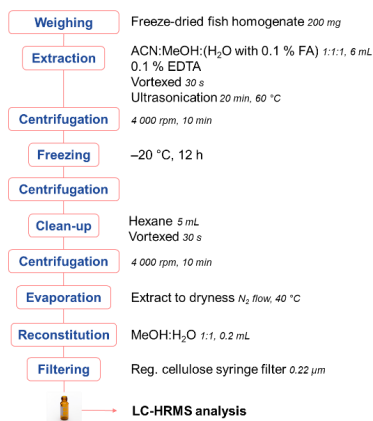 Weighing Freeze-dried fish homogenate 200 mg
Extraction ACN:MeOH:(H₂O with 0.1 % FA) 1:1:1, 6 mL
0.1 % EDTA
Vortexed 30 s
Ultrasonication 20 min, 60 °C
Centrifugation 4 000 rpm, 10 min
Freezing –20 °C, 12 h
Centrifugation
Clean-up Hexane 5 mL
Vortexed 30 s
Centrifugation 4 000 rpm, 10 min
Evaporation Extract to dryness N₂ flow, 40 °C
Reconstitution MeOH:H₂O 1:1, 0.2 mL
Filtering Reg. cellulose syringe filter 0.22 µm
LC-HRMS analysis